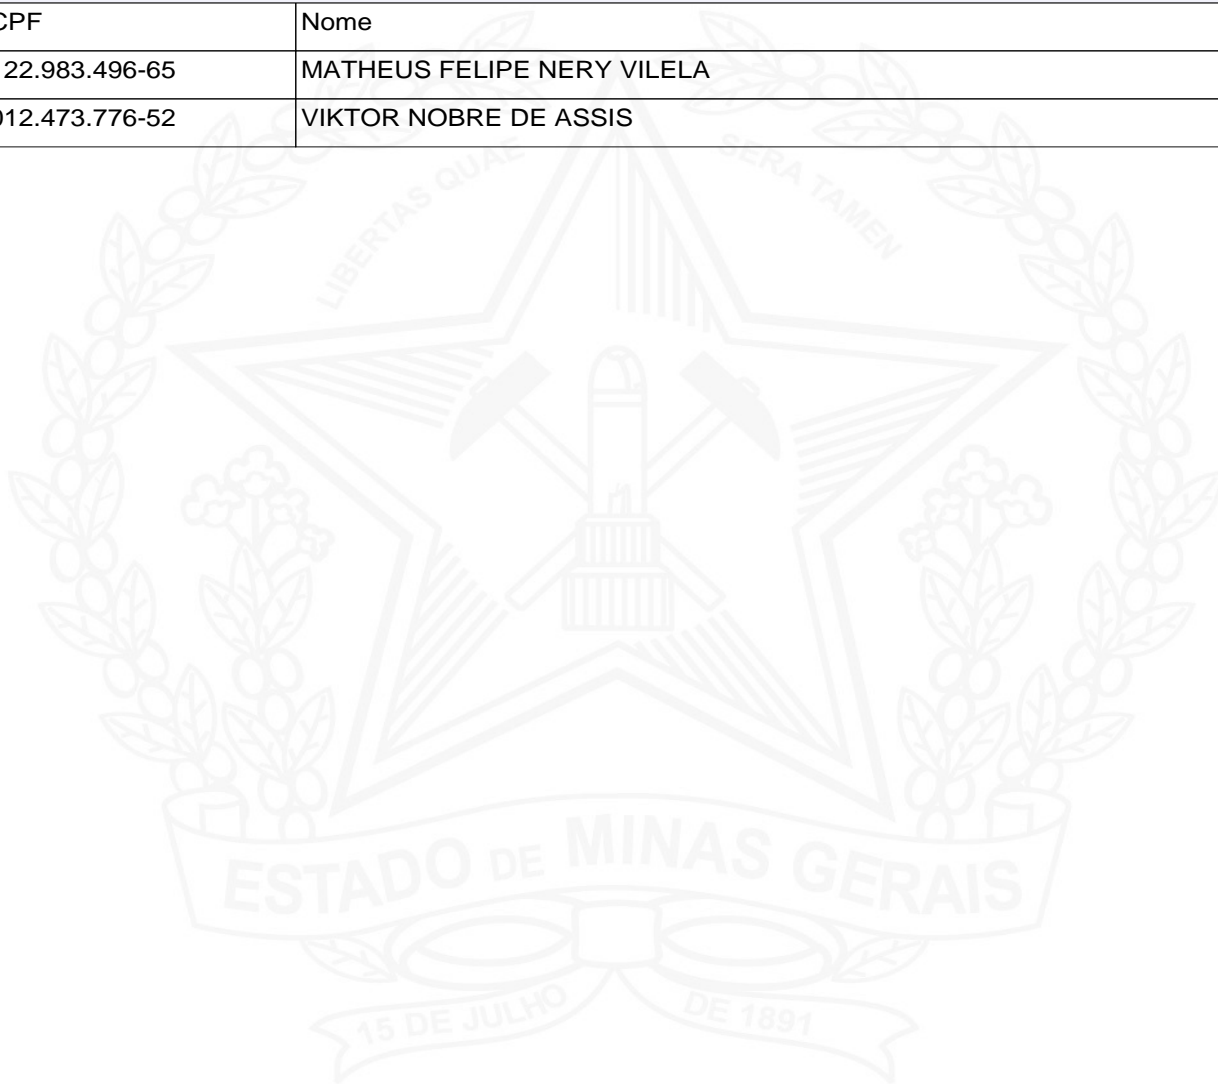 CPF Nome
22.983.496-65 MATHEUS FELIPE NERY VILELA
012.473.776-52 VIKTOR NOBRE DE ASSIS
LIBERTAS QUAE SERA TAMEN
ESTADO DE MINAS GERAIS
15 DE JULHO DE 1891